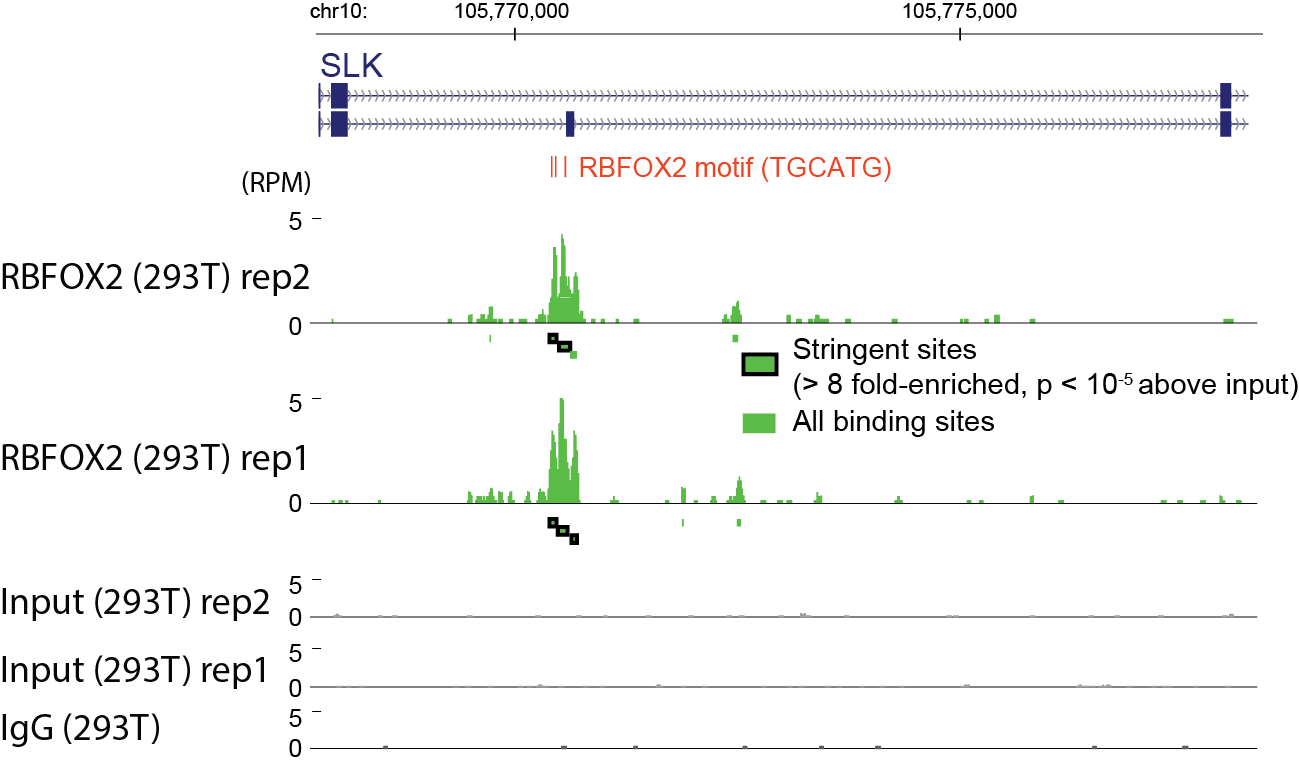 chr10: 105,770,000 105,775,000
SLK
RBFOX2 motif (TGCATG)
(RPM)
5
RBFOX2 (293T) rep2
0
Stringent sites
(> 8 fold-enriched, p < 10⁻⁵ above input)
5
All binding sites
RBFOX2 (293T) rep1
0
5
Input (293T) rep2
0
5
Input (293T) rep1
0
5
IgG (293T)
0